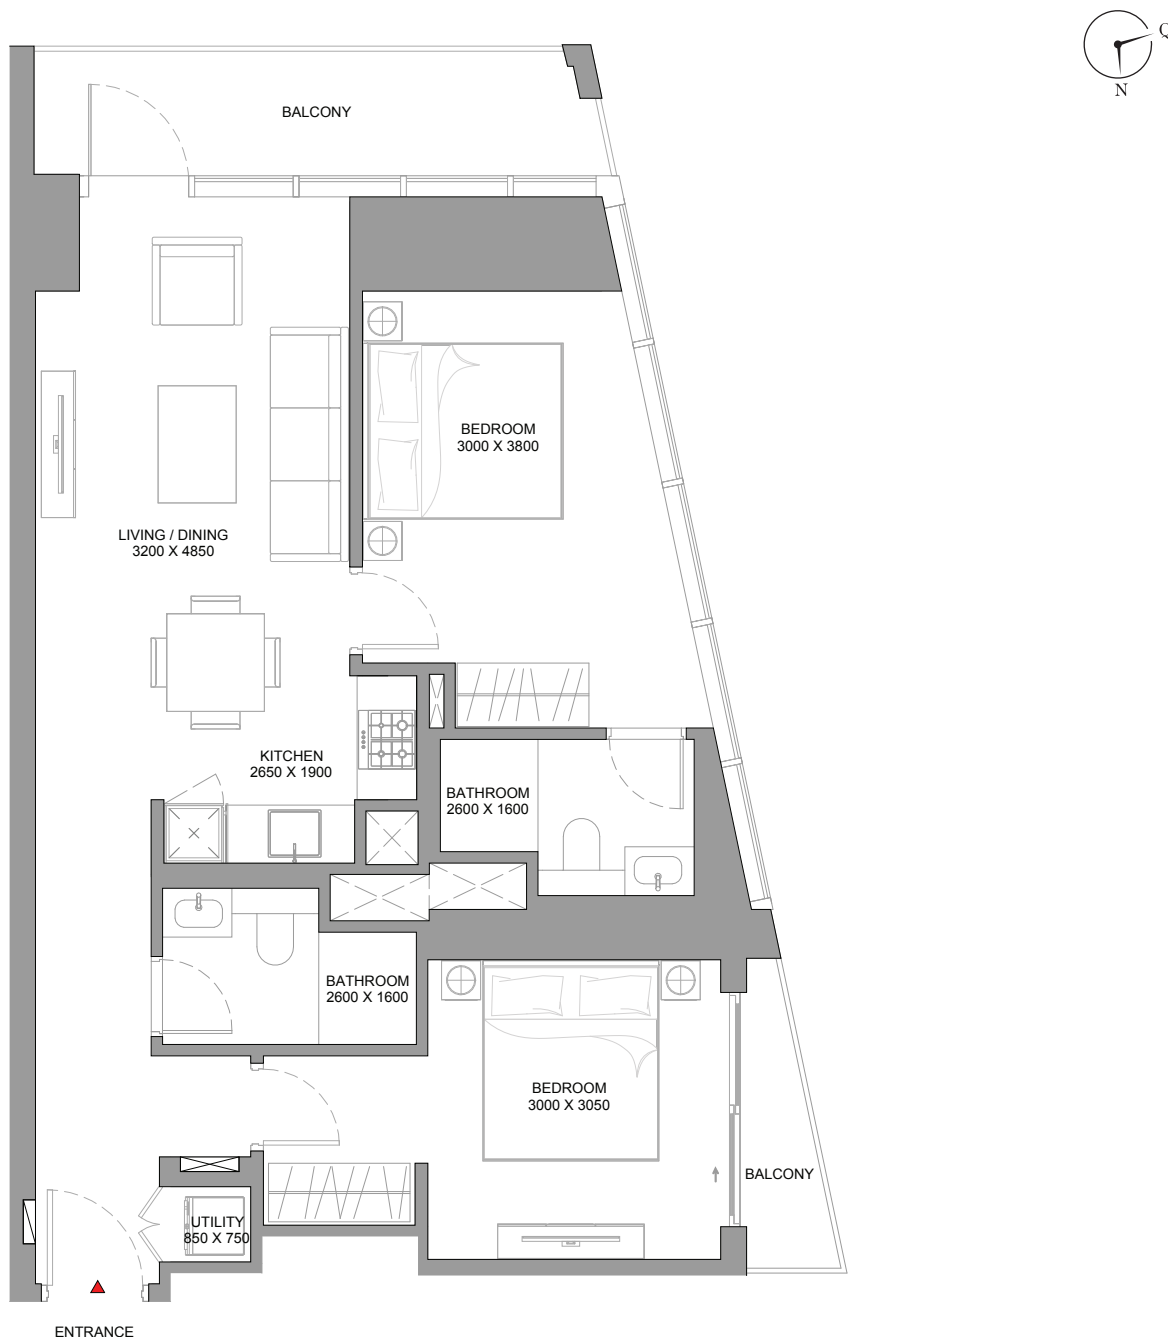 Q
N
BALCONY
BEDROOM
3000 X 3800
LIVING / DINING
3200 X 4850
KITCHEN
2650 X 1900
BATHROOM
2600 X 1600
BATHROOM
2600 X 1600
BEDROOM
3000 X 3050
BALCONY
UTILITY
850 X 750
ENTRANCE